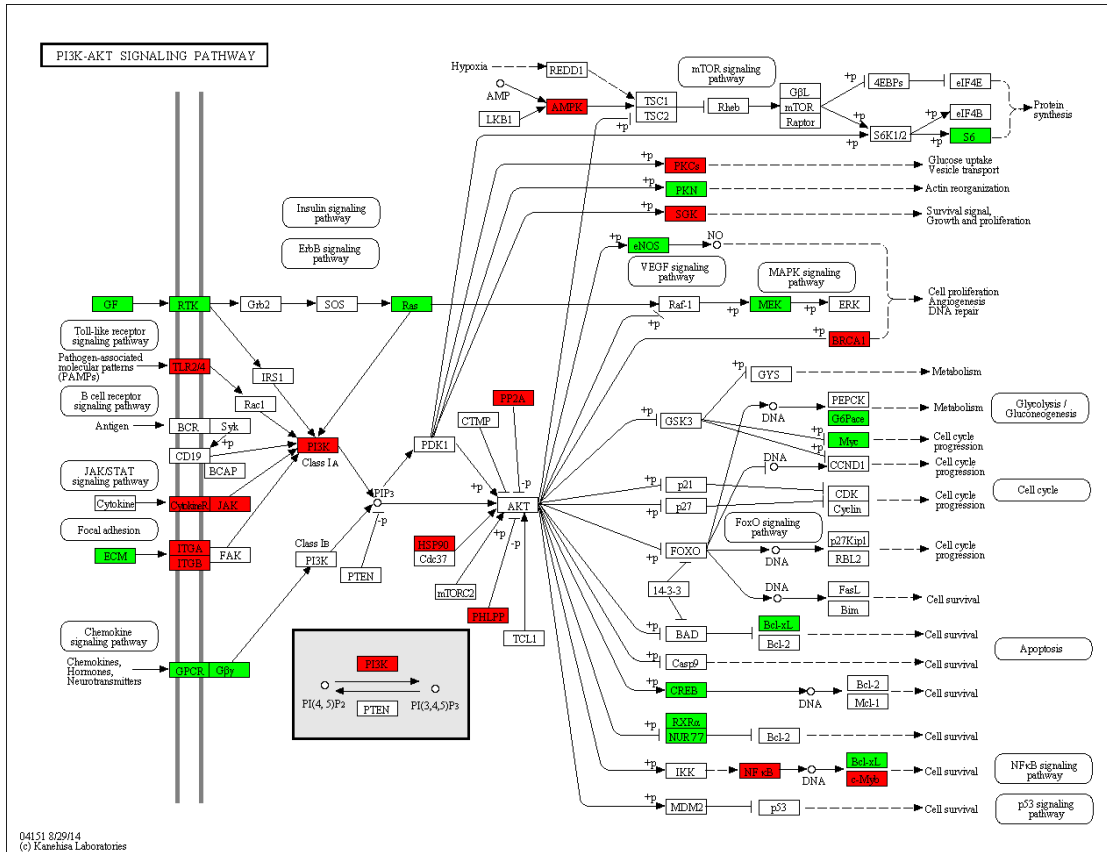 PI3K-AKT SIGNALING PATHWAY
Hypoxia
REDD1
mTOR signaling
pathway
AMP
LKB1
AMPK
TSC1
TSC2
+p
Rheb
GβL
mTOR
Raptor
+p
4EBPs
eIF4E
+p
S6K1/2
+p
eIF4B
+p
S6
Protein
synthesis
+p
PKCs
Glucose uptake
Vesicle transport
+p
PKN
Actin reorganization
+p
SGK
Survival signal,
Growth and proliferation
Insulin signaling
pathway
ErbB signaling
pathway
+p
eNOS
NO
VEGF signaling
pathway
MAPK signaling
pathway
GF
RTK
Grb2
SOS
Ras
Raf-1
+p
+p
MEK
+p
ERK
Cell proliferation
Angiogenesis
DNA repair
+p
BRCA1
Toll-like receptor
signaling pathway
Pathogen-associated
molecular patterns
(PAMPs)
TLR2/4
IRS1
Rac1
B cell receptor
signaling pathway
Antigen
BCR
Syk
+p
CD19
BCAP
PI3K
Class IA
JAK/STAT
signaling pathway
Cytokine
CytokineR
JAK
Focal adhesion
ECM
ITGA
ITGB
FAK
Chemokine
signaling pathway
Chemokines,
Hormones,
Neurotransmitters
GPCR
Gβγ
Class IB
PI3K
PIP3
-p
PTEN
PDK1
CTMP
PP2A
+p
-p
AKT
HSP90
Cdc37
+p
-p
mTORC2
PHLPP
TCL1
PI3K
PI(4, 5)P2
PI(3,4,5)P3
PTEN
+p
GSK3
GYS
Metabolism
DNA
PEPCK
G6Pace
Metabolism
Glycolysis /
Gluconeogenesis
Myc
Cell cycle
progression
DNA
CCND1
Cell cycle
progression
+p
p21
+p
p27
CDK
Cyclin
Cell cycle
progression
Cell cycle
FoxO signaling
pathway
+p
FOXO
DNA
p27Kip1
RBL2
Cell cycle
progression
14-3-3
DNA
FasL
Bim
Cell survival
+p
BAD
Bcl-xL
Bcl-2
Cell survival
Apoptosis
+p
Casp9
Cell survival
+p
CREB
DNA
Bcl-2
Mcl-1
Cell survival
+p
RXRα
NUR77
Bcl-2
Cell survival
+p
IKK
NFκB
DNA
Bcl-xL
c-Myb
Cell survival
NFκB signaling
pathway
+p
MDM2
p53
Cell survival
p53 signaling
pathway
04151 8/29/14
(c) Kanehisa Laboratories